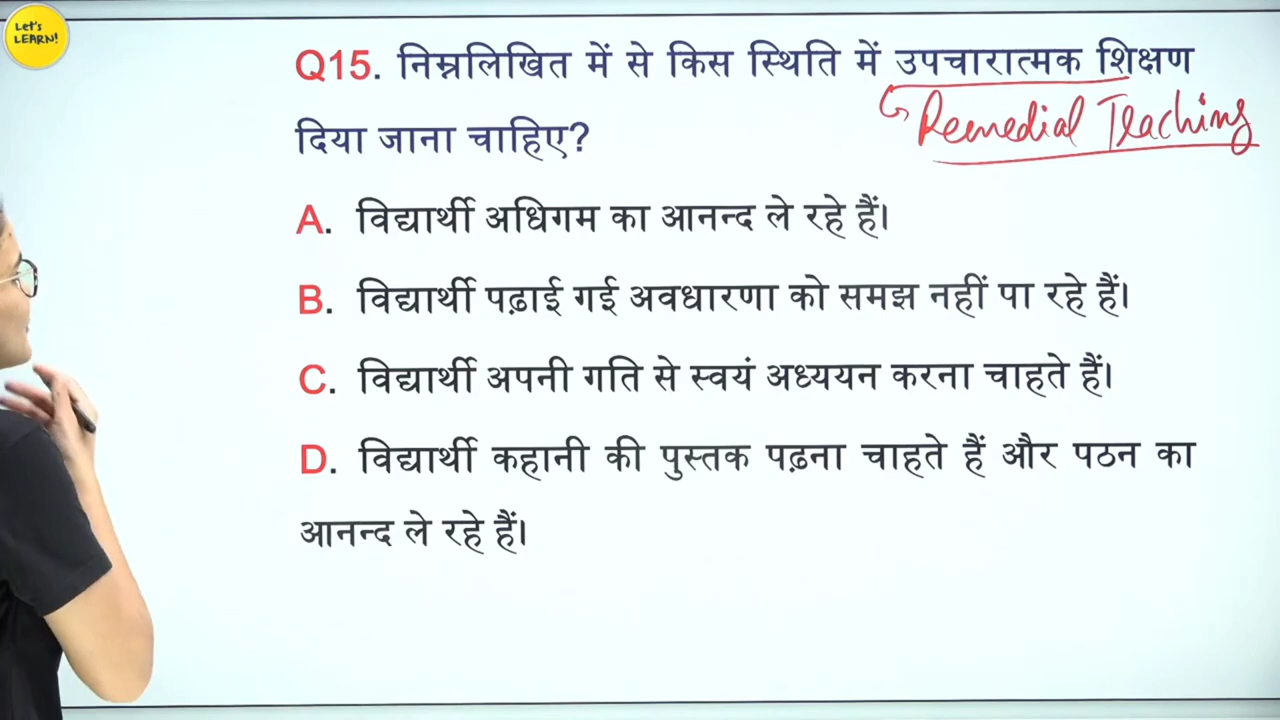 Let's
LEARN!
Q15. निम्नलिखित में से किस स्थिति में उपचारात्मक शिक्षण
Remedial Teaching
दिया जाना चाहिए?
A. विद्यार्थी अधिगम का आनन्द ले रहे हैं।
B. विद्यार्थी पढ़ाई गई अवधारणा को समझ नहीं पा रहे हैं।
C. विद्यार्थी अपनी गति से स्वयं अध्ययन करना चाहते हैं।
D. विद्यार्थी कहानी की पुस्तक पढ़ना चाहते हैं और पठन का
आनन्द ले रहे हैं।